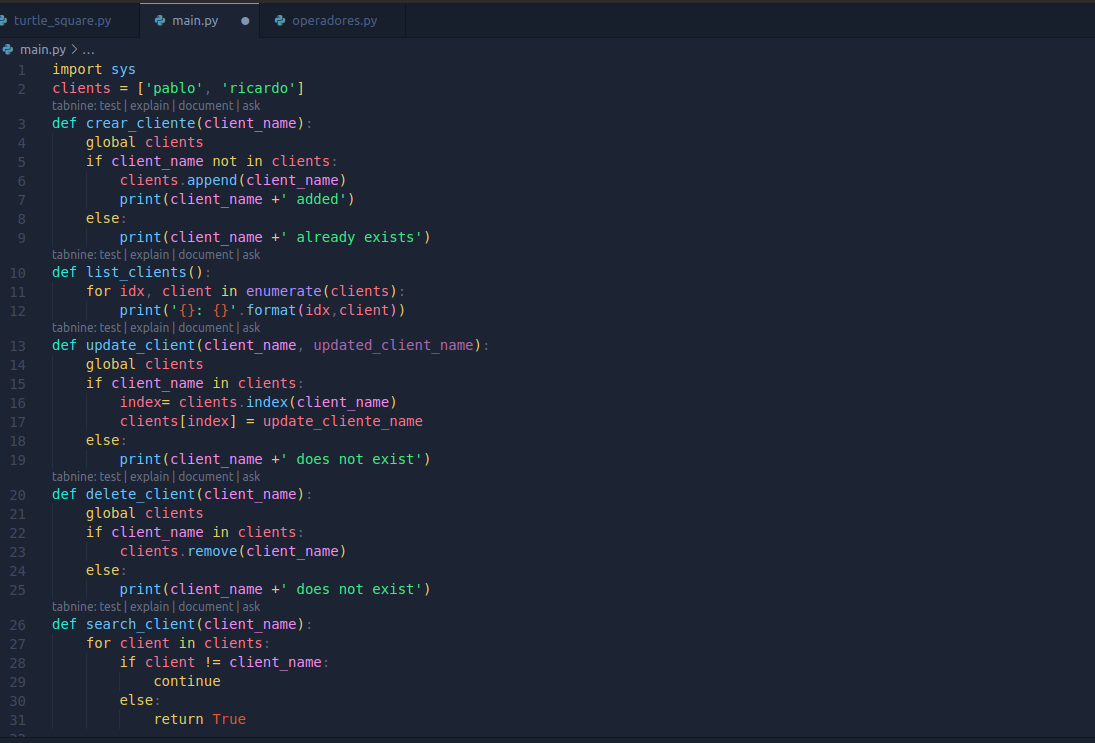 turtle_square.py main.py operadores.py
main.py > ...
1 import sys
2 clients = ['pablo', 'ricardo']
tabnine: test | explain | document | ask
3 def crear_cliente(client_name):
4     global clients
5     if client_name not in clients:
6         clients.append(client_name)
7         print(client_name +' added')
8     else:
9         print(client_name +' already exists')
tabnine: test | explain | document | ask
10 def list_clients():
11     for idx, client in enumerate(clients):
12         print('{}: {}'.format(idx,client))
tabnine: test | explain | document | ask
13 def update_client(client_name, updated_client_name):
14     global clients
15     if client_name in clients:
16         index= clients.index(client_name)
17         clients[index] = update_cliente_name
18     else:
19         print(client_name +' does not exist')
tabnine: test | explain | document | ask
20 def delete_client(client_name):
21     global clients
22     if client_name in clients:
23         clients.remove(client_name)
24     else:
25         print(client_name +' does not exist')
tabnine: test | explain | document | ask
26 def search_client(client_name):
27     for client in clients:
28         if client != client_name:
29             continue
30         else:
31             return True